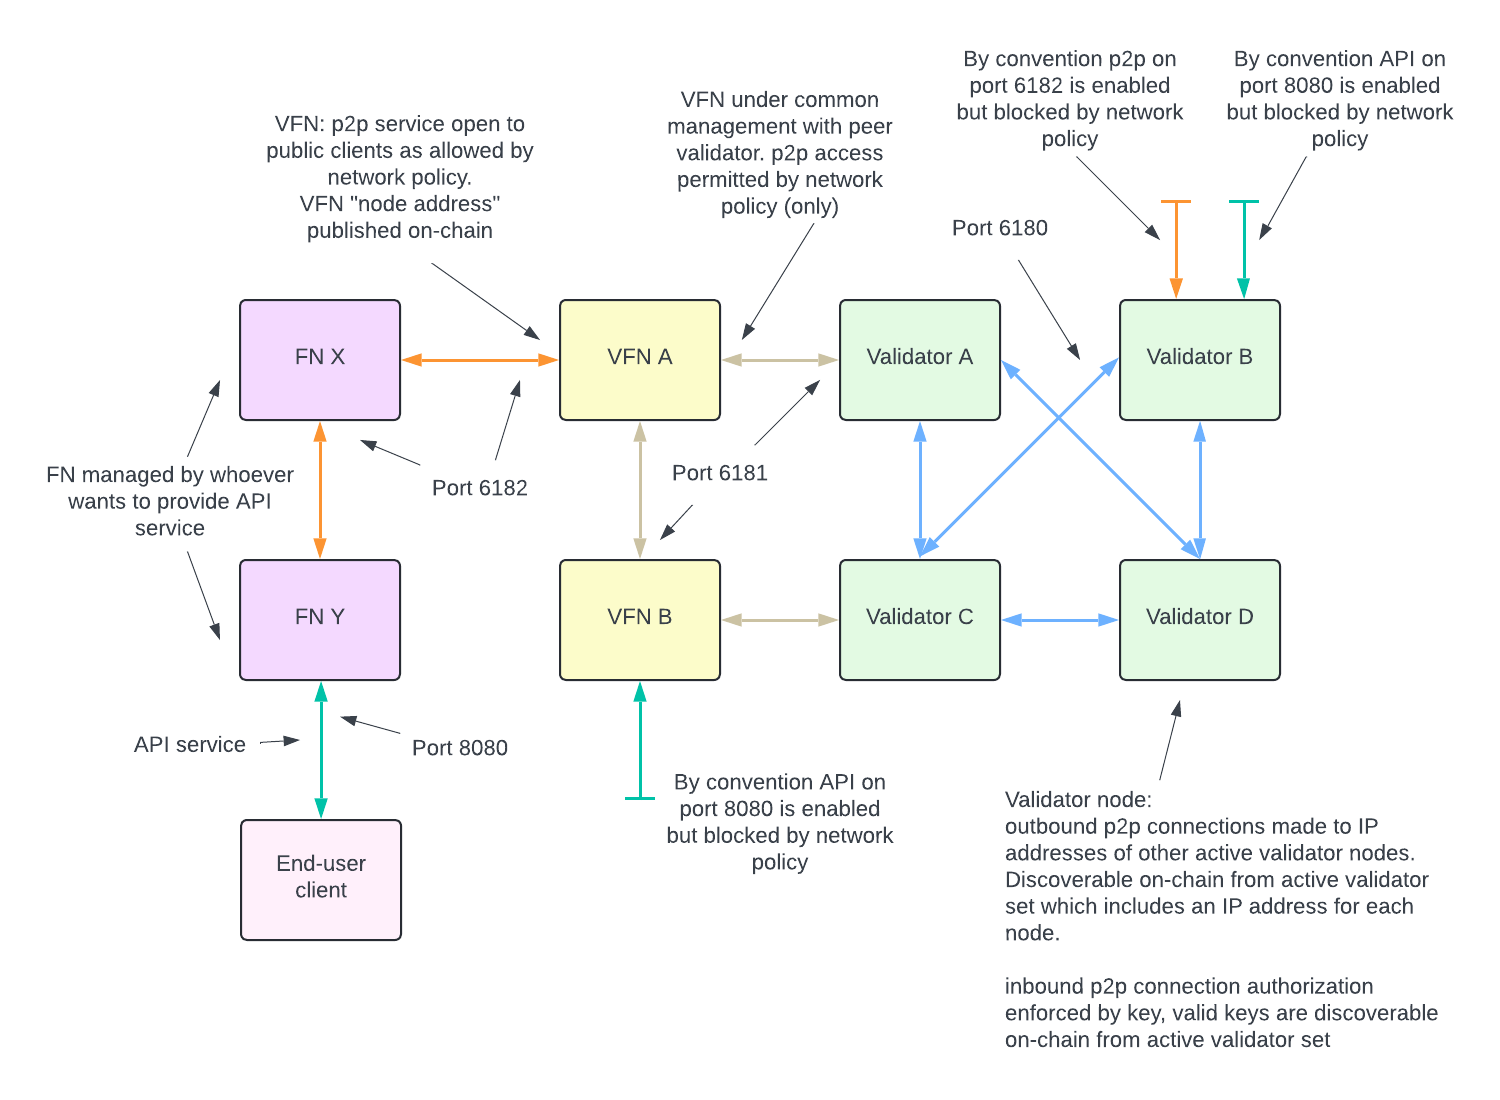 By convention p2p on
port 6182 is enabled
but blocked by network
policy
By convention API on
port 8080 is enabled
but blocked by network
policy
VFN under common
management with peer
validator. p2p access
permitted by network
policy (only)
VFN: p2p service open to
public clients as allowed by
network policy.
VFN "node address"
published on-chain
Port 6180
FN X
VFN A
Validator A
Validator B
FN managed by whoever
wants to provide API
service
Port 6182
Port 6181
FN Y
VFN B
Validator C
Validator D
API service
Port 8080
By convention API on
port 8080 is enabled
but blocked by network
policy
End-user
client
Validator node:
outbound p2p connections made to IP
addresses of other active validator nodes.
Discoverable on-chain from active validator
set which includes an IP address for each
node.
inbound p2p connection authorization
enforced by key, valid keys are discoverable
on-chain from active validator set